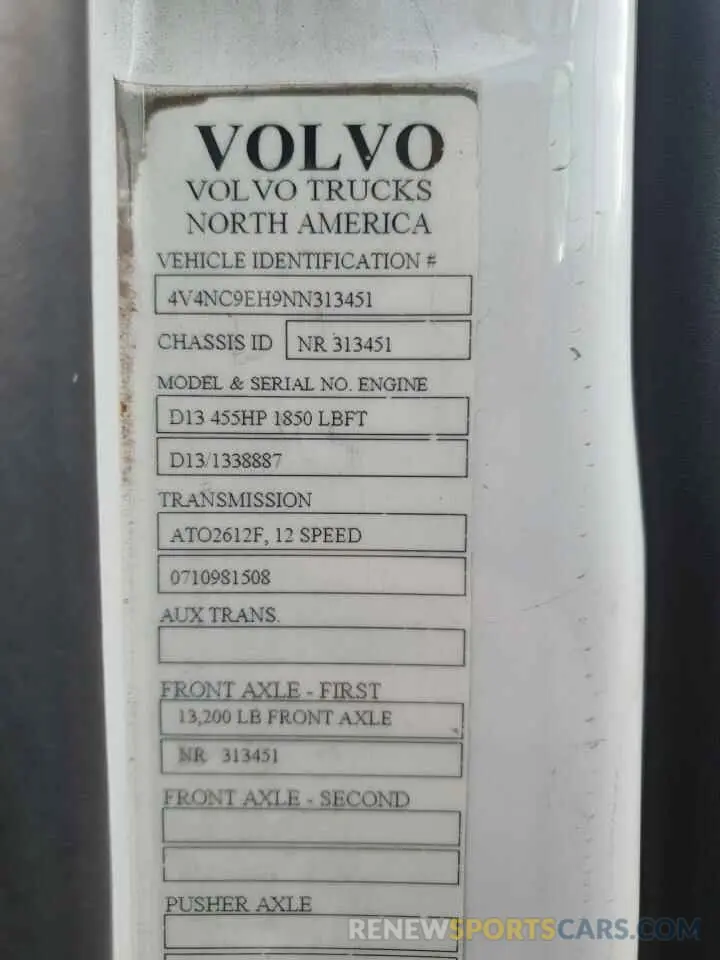 VOLVO
VOLVO TRUCKS
NORTH AMERICA
VEHICLE IDENTIFICATION #
4V4NC9EH9NN313451
CHASSIS ID NR 313451
MODEL & SERIAL NO. ENGINE
D13 455HP 1850 LBFT
D13/1338887
TRANSMISSION
ATO2612F, 12 SPEED
0710981508
AUX TRANS.
FRONT AXLE - FIRST
13,200 LB FRONT AXLE
NR 313451
FRONT AXLE - SECOND
PUSHER AXLE
RENEWSPORTSCARS.COM